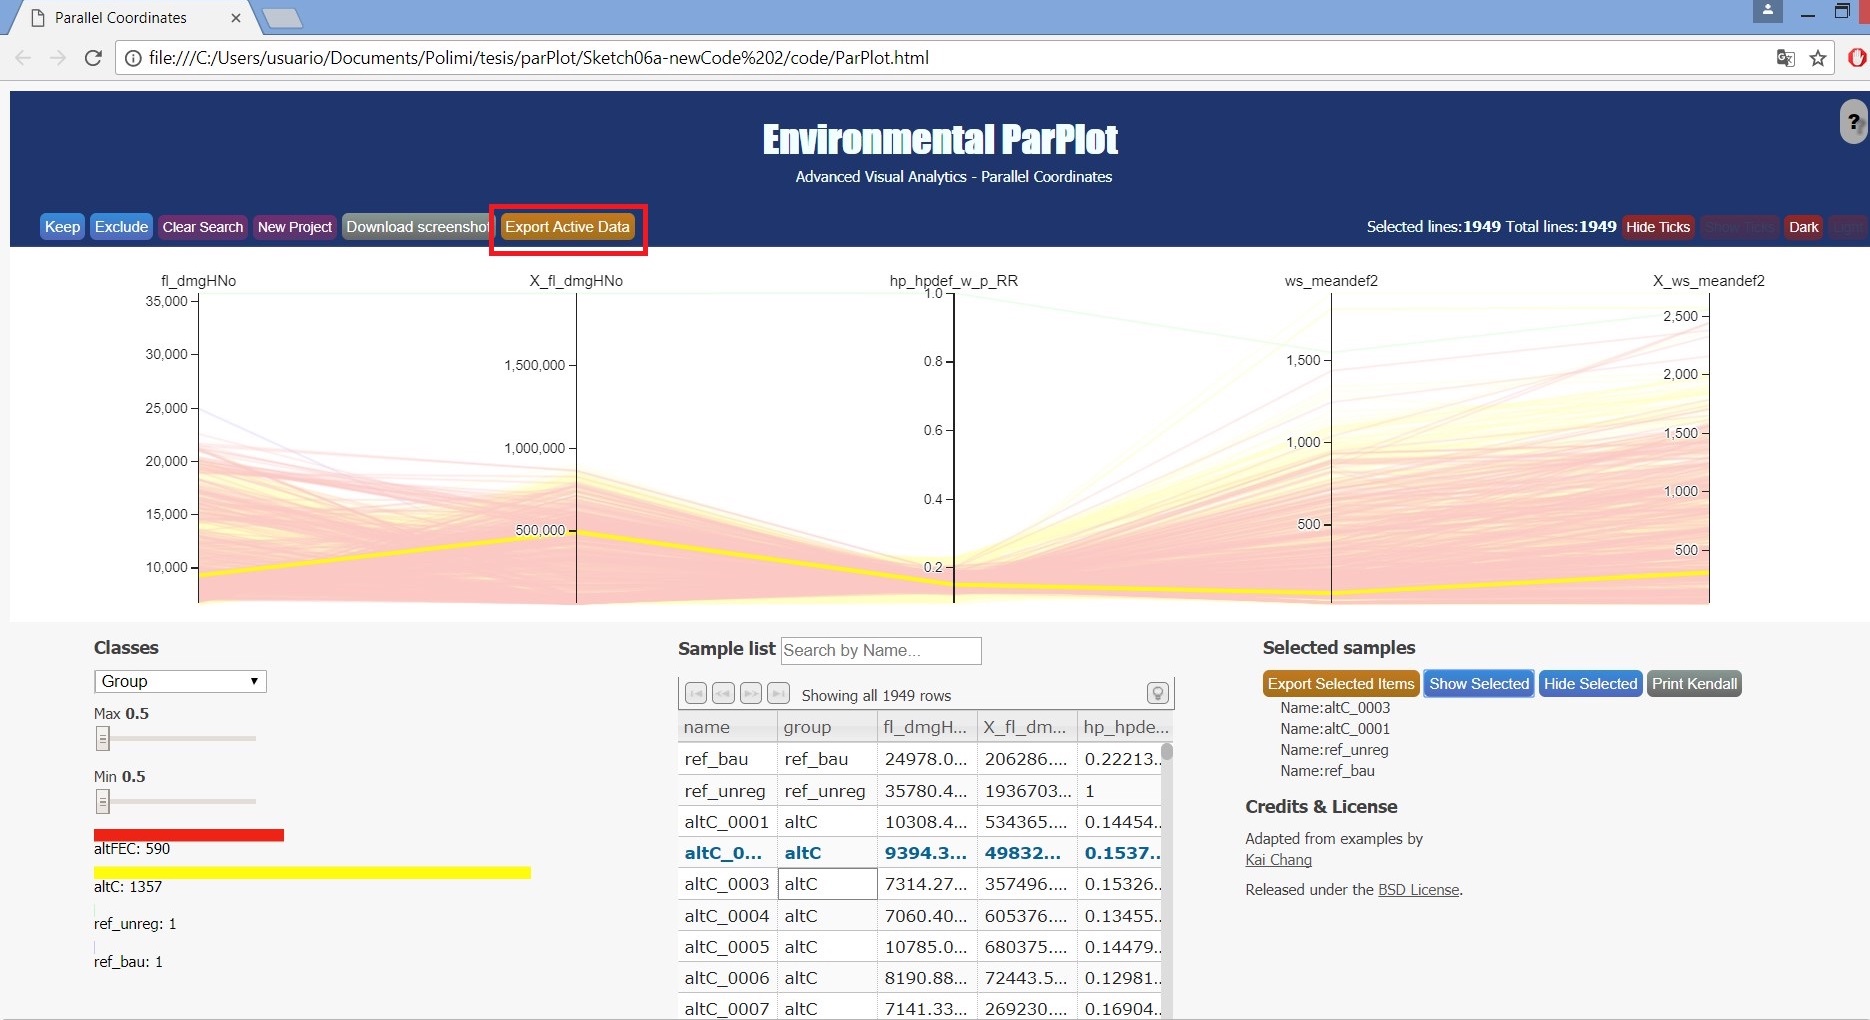 Parallel Coordinates
file:///C:/Users/usuario/Documents/Polimi/tesis/parPlot/Sketch06a-newCode%202/code/ParPlot.html
Environmental ParPlot
?
Advanced Visual Analytics - Parallel Coordinates
Keep Exclude Clear Search New Project Download screenshot Export Active Data Selected lines:1949 Total lines:1949 Hide Ticks Show Ticks Dark Light
fl_dmgHNo X_fl_dmgHNo hp_hpdef_w_p_RR ws_meandef2 X_ws_meandef2
35,000
30,000
25,000
20,000
15,000
10,000
1,500,000
1,000,000
500,000
1.0
0.8
0.6
0.4
0.2
1,500
1,000
500
2,500
2,000
1,500
1,000
500
Classes
Group
Max 0.5
Min 0.5
altFEC: 590
altC: 1357
ref_unreg: 1
ref_bau: 1
Sample list Search by Name...
Showing all 1949 rows
name group fl_dmgH... X_fl_dm... hp_hpde...
ref_bau ref_bau 24978.0... 206286.... 0.22213..
ref_unreg ref_unreg 35780.4... 1936703... 1
altC_0001 altC 10308.4... 534365.... 0.14454..
altC_0... altC 9394.3... 49832... 0.1537..
altC_0003 altC 7314.27... 357496.... 0.15326..
altC_0004 altC 7060.40... 605376.... 0.13455..
altC_0005 altC 10785.0... 680375.... 0.14479..
altC_0006 altC 8190.88... 72443.5... 0.12981..
altC_0007 altC 7141.33... 269230.... 0.16904..
Selected samples
Export Selected Items Show Selected Hide Selected Print Kendall
Name:altC_0003
Name:altC_0001
Name:ref_unreg
Name:ref_bau
Credits & License
Adapted from examples by
Kai Chang
Released under the BSD License.